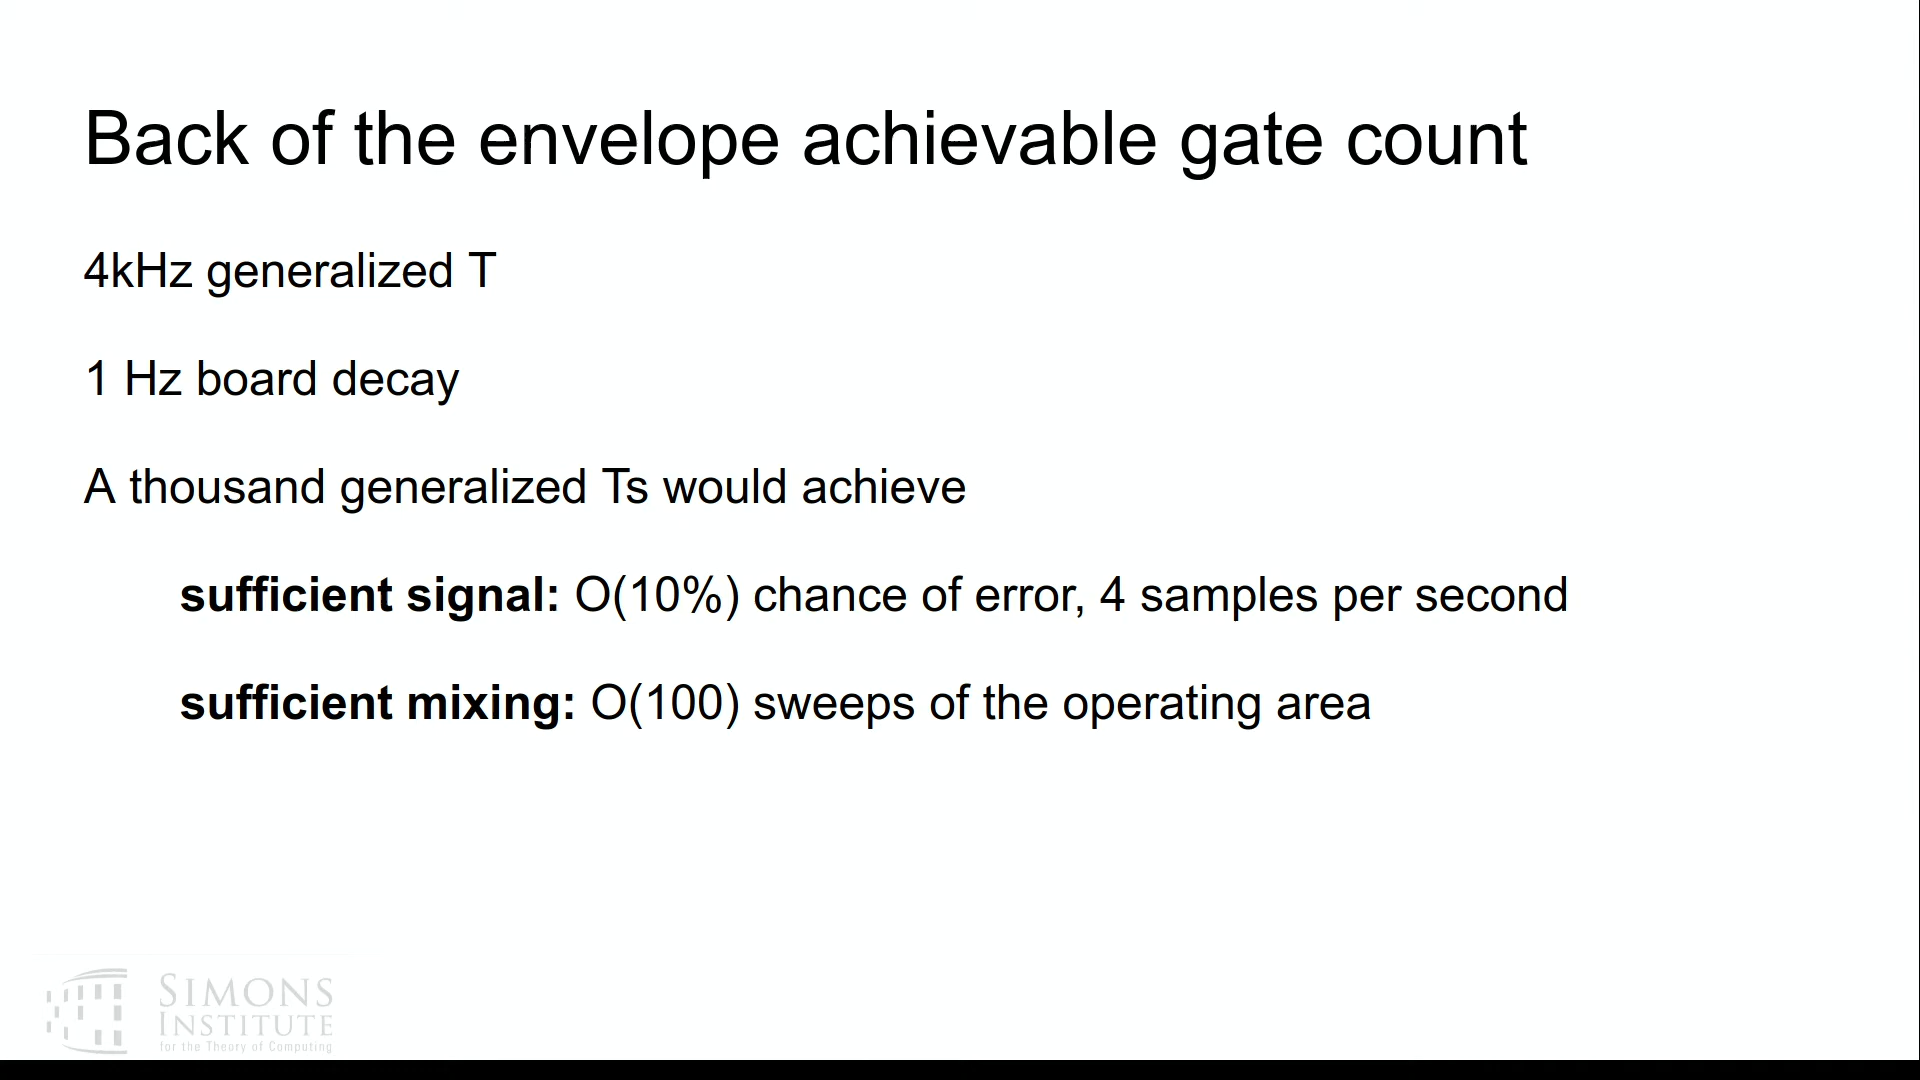 Back of the envelope achievable gate count
4kHz generalized T
1 Hz board decay
A thousand generalized Ts would achieve
sufficient signal: O(10%) chance of error, 4 samples per second
sufficient mixing: O(100) sweeps of the operating area
SIMONS
INSTITUTE
for the Theory of Computing